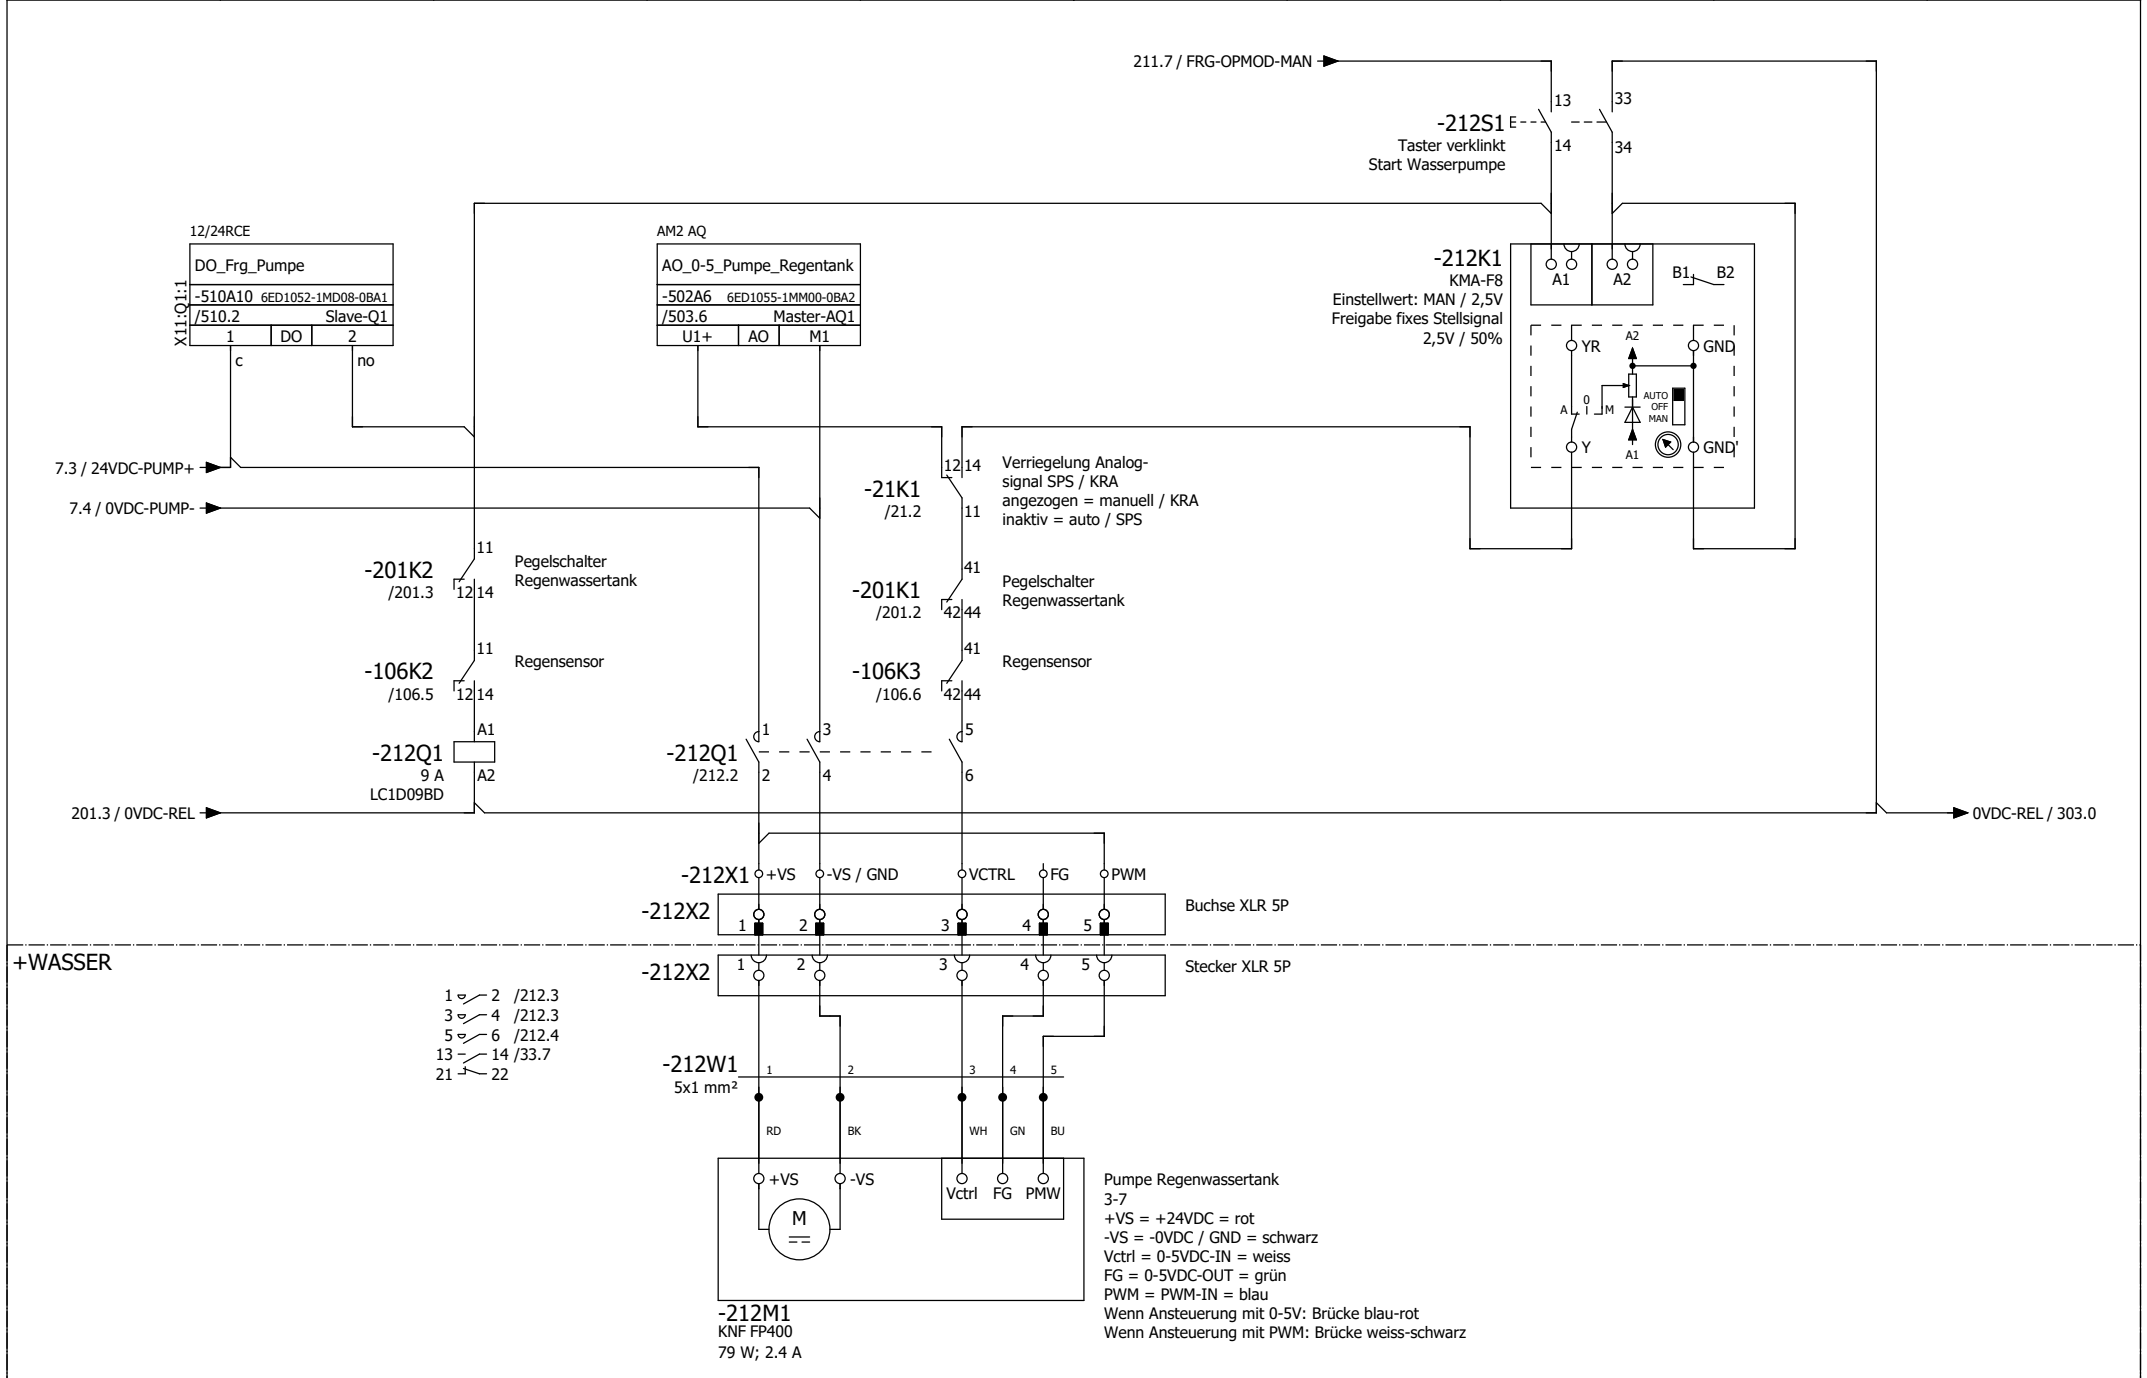 211.7 / FRG-OPMOD-MAN
13
33
-212S1
Taster verklinkt
Start Wasserpumpe
14
34
12/24RCE
DO_Frg_Pumpe
-510A10 6ED1052-1MD08-0BA1
/510.2 Slave-Q1
1 DO 2
X11:Q1:1
c
no
AM2 AQ
AO_0-5_Pumpe_Regentank
-502A6 6ED1055-1MM00-0BA2
/503.6 Master-AQ1
U1+ AO M1
-212K1
KMA-F8
Einstellwert: MAN / 2,5V
Freigabe fixes Stellsignal
2,5V / 50%
A1
A2
B1
B2
YR
A2
GND
A
0
M
AUTO
OFF
MAN
Y
A1
GND'
7.3 / 24VDC-PUMP+
7.4 / 0VDC-PUMP-
12 14
-21K1
/21.2
11
Verriegelung Analog-
signal SPS / KRA
angezogen = manuell / KRA
inaktiv = auto / SPS
11
-201K2
/201.3
12 14
Pegelschalter
Regenwassertank
41
-201K1
/201.2
42 44
Pegelschalter
Regenwassertank
11
-106K2
/106.5
12 14
Regensensor
41
-106K3
/106.6
42 44
Regensensor
A1
-212Q1
9 A
LC1D09BD
A2
-212Q1
/212.2
1
3
5
2
4
6
201.3 / 0VDC-REL
0VDC-REL / 303.0
-212X1
+VS
-VS / GND
VCTRL
FG
PWM
-212X2
1
2
3
4
5
Buchse XLR 5P
+WASSER
-212X2
1
2
3
4
5
Stecker XLR 5P
1 2 /212.3
3 4 /212.3
5 6 /212.4
13 14 /33.7
21 22
-212W1
5x1 mm²
1
2
3
4
5
RD
BK
WH
GN
BU
+VS
-VS
Vctrl
FG
PMW
M
Pumpe Regenwassertank
3-7
+VS = +24VDC = rot
-VS = -0VDC / GND = schwarz
Vctrl = 0-5VDC-IN = weiss
FG = 0-5VDC-OUT = grün
PWM = PWM-IN = blau
Wenn Ansteuerung mit 0-5V: Brücke blau-rot
Wenn Ansteuerung mit PWM: Brücke weiss-schwarz
-212M1
KNF FP400
79 W; 2.4 A